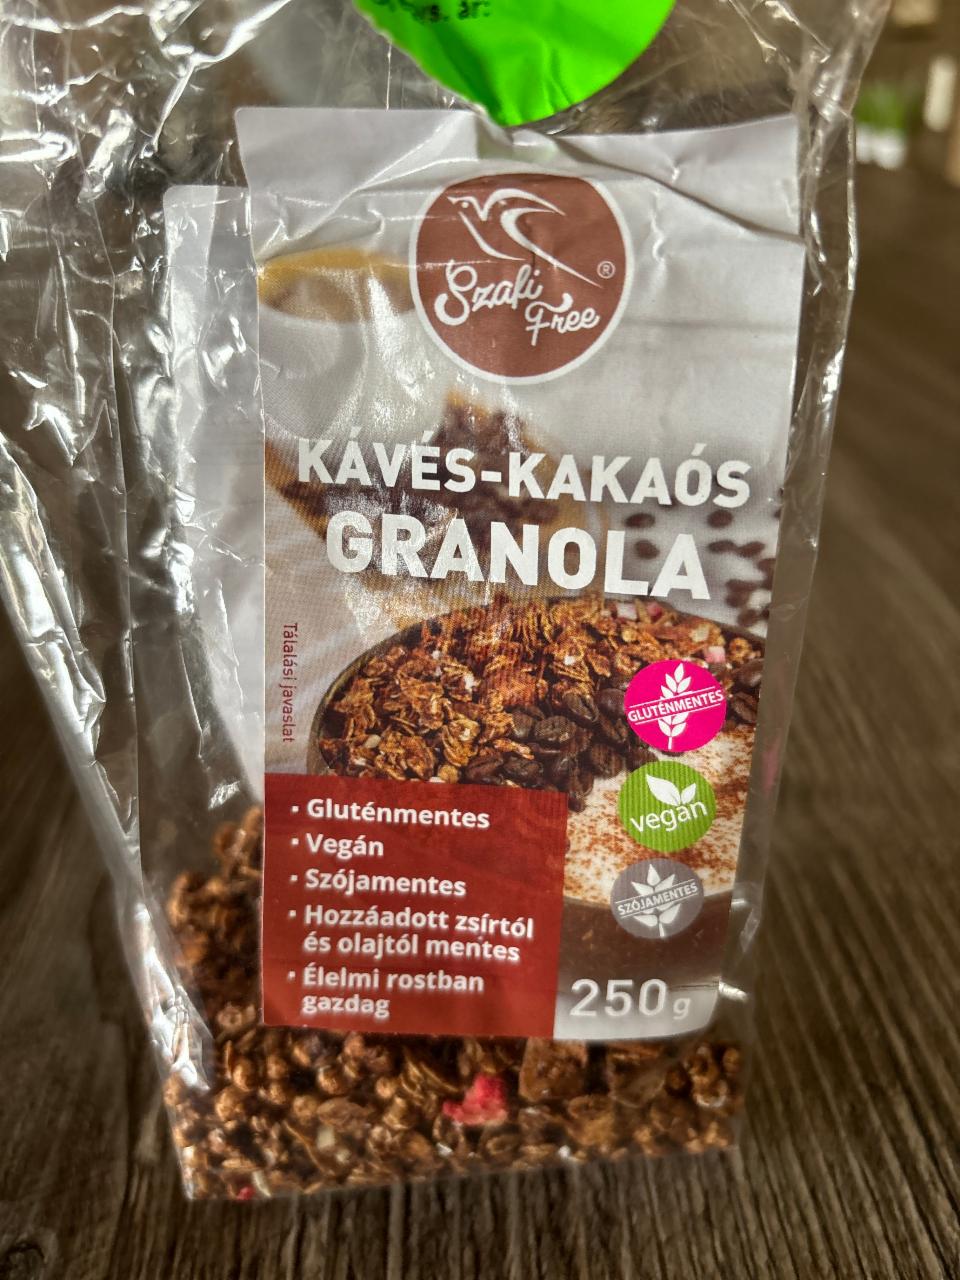 Szafi
Free
®
KÁVÉS-KAKAÓS
GRANOLA
Tálalási javaslat
GLUTÉNMENTES
vegán
SZÓJAMENTES
· Gluténmentes
· Vegán
· Szójamentes
· Hozzáadott zsírtól
és olajtól mentes
· Élelmi rostban
gazdag
250g